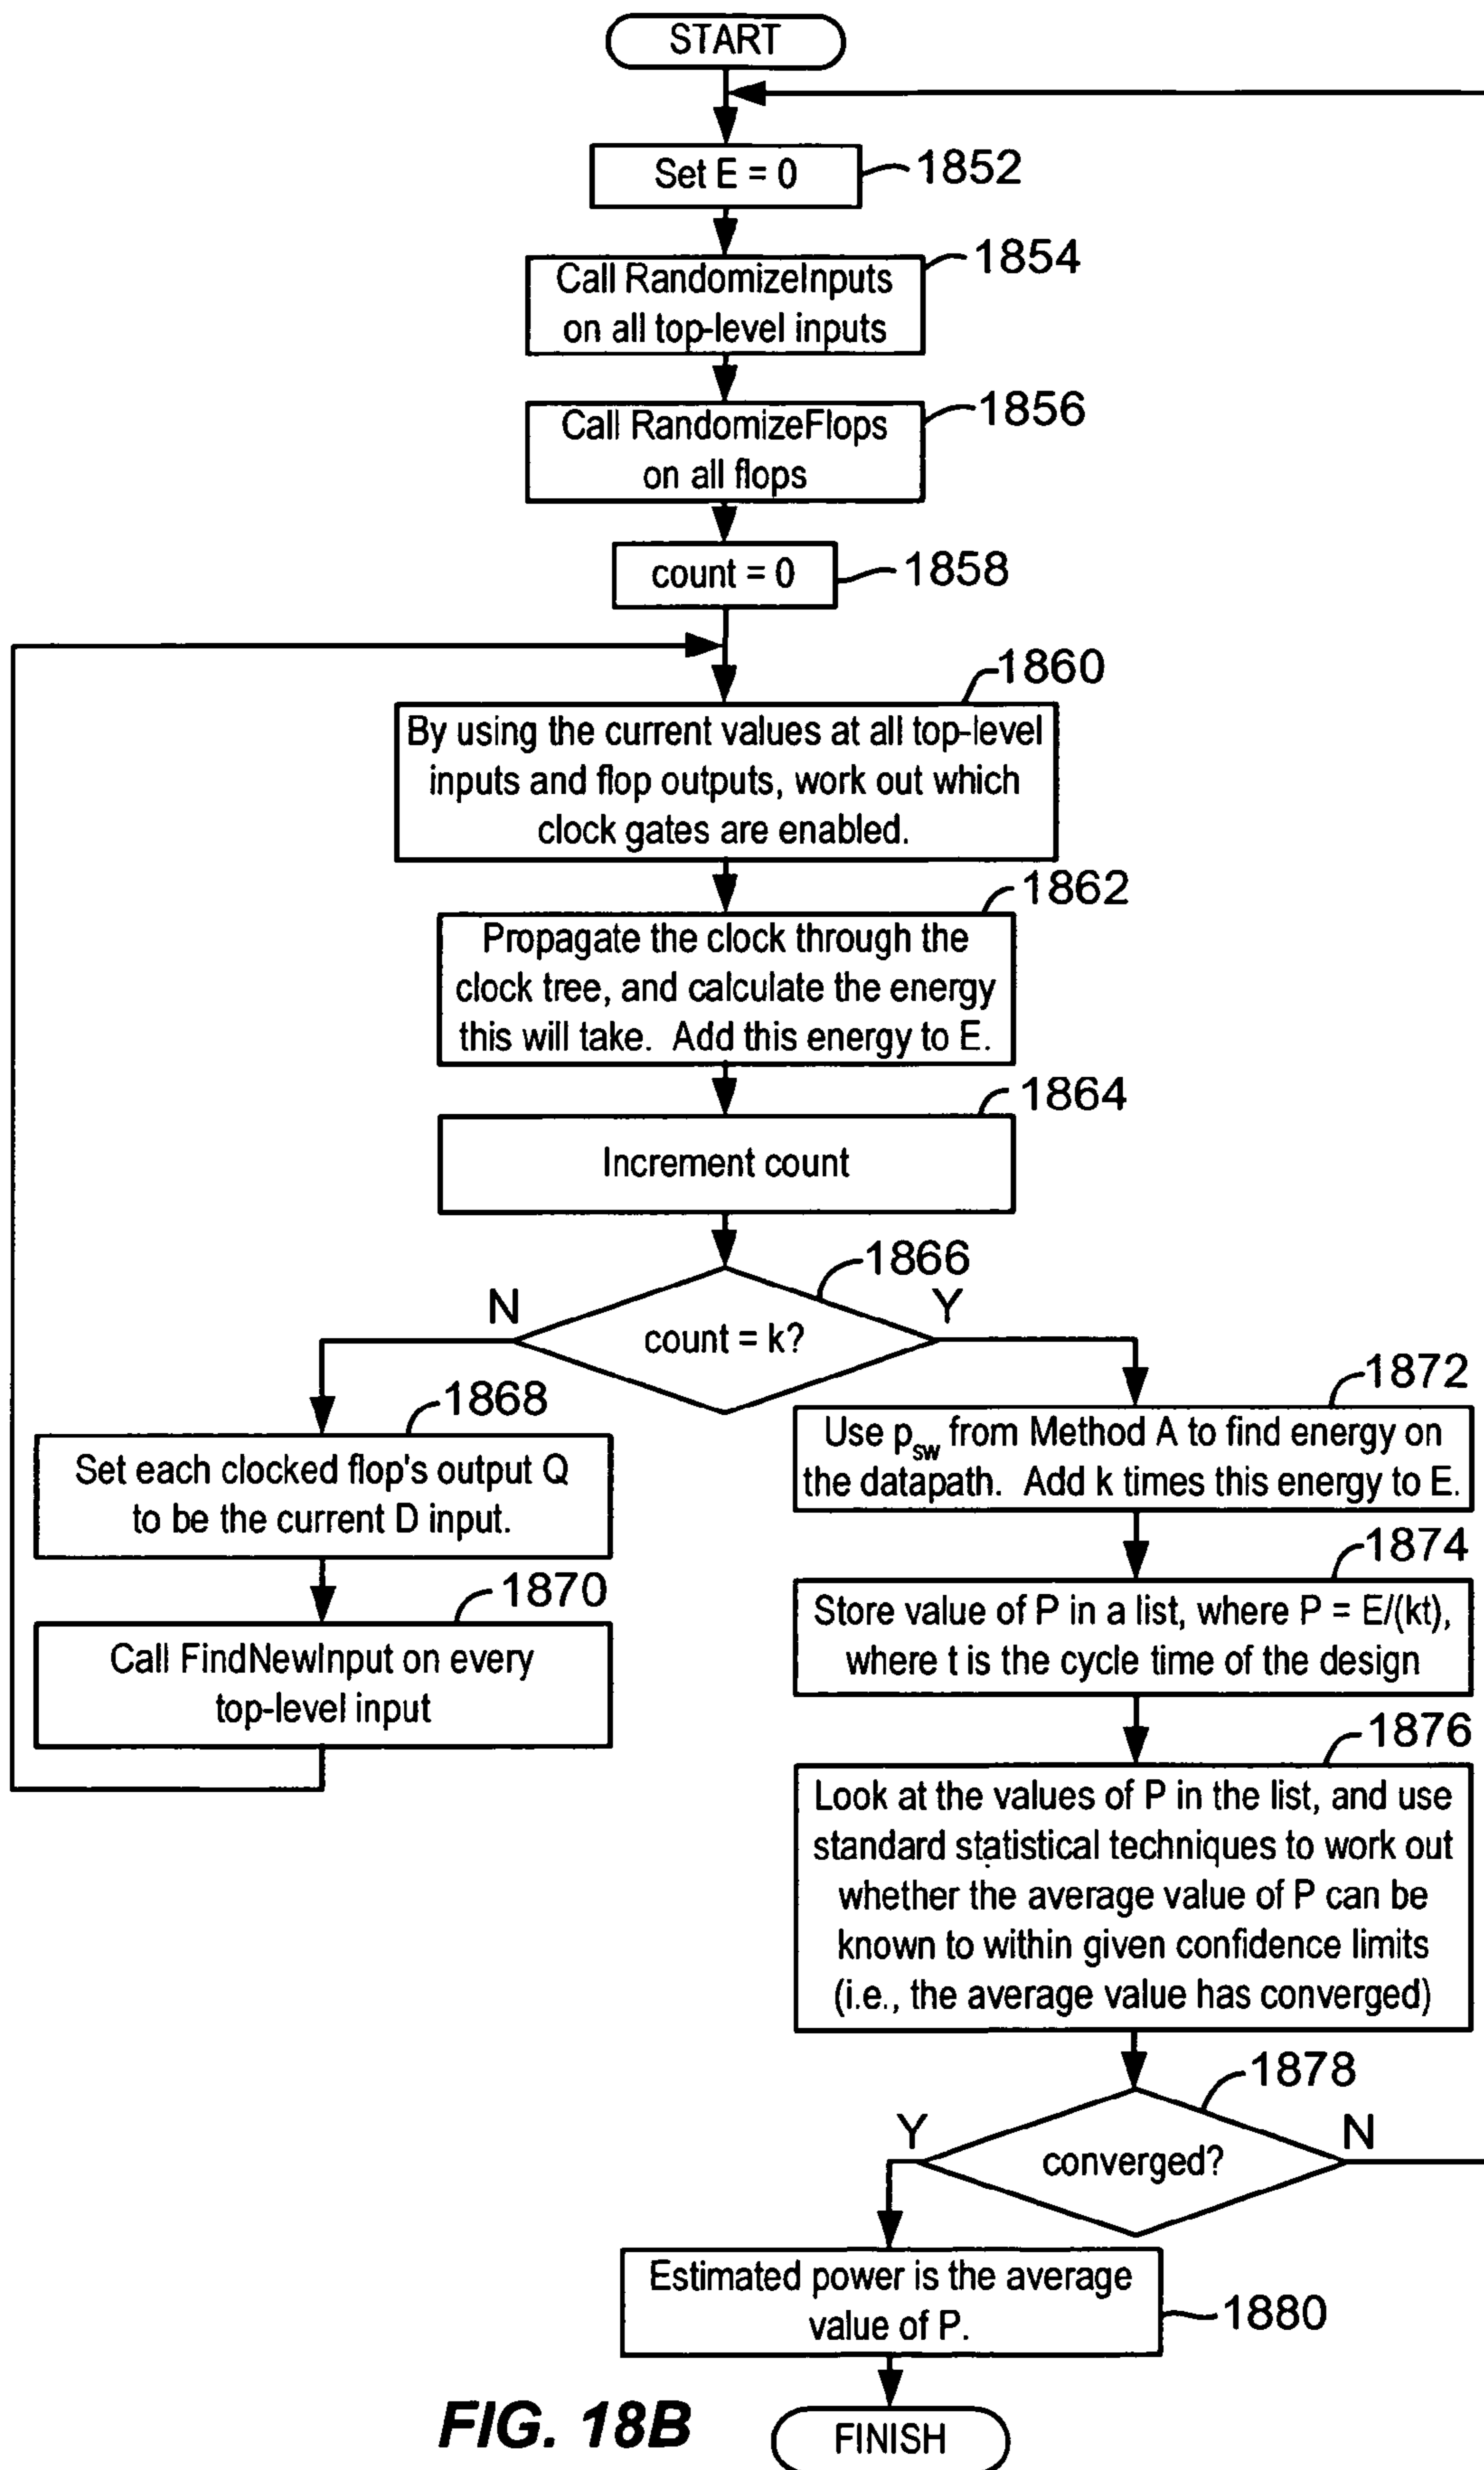 START
Set E = 0
1852
1854
Call RandomizeInputs
on all top-level inputs
1856
Call RandomizeFlops
on all flops
count = 0
1858
1860
By using the current values at all top-level
inputs and flop outputs, work out which
clock gates are enabled.
1862
Propagate the clock through the
clock tree, and calculate the energy
this will take. Add this energy to E.
1864
Increment count
1866
N
Y
count = k?
1868
Set each clocked flop's output Q
to be the current D input.
1870
Call FindNewInput on every
top-level input
1872
Use psw from Method A to find energy on
the datapath. Add k times this energy to E.
1874
Store value of P in a list, where P = E/(kt),
where t is the cycle time of the design
1876
Look at the values of P in the list, and use
standard statistical techniques to work out
whether the average value of P can be
known to within given confidence limits
(i.e., the average value has converged)
1878
Y
N
converged?
Estimated power is the average
value of P.
1880
FINISH
FIG. 18B